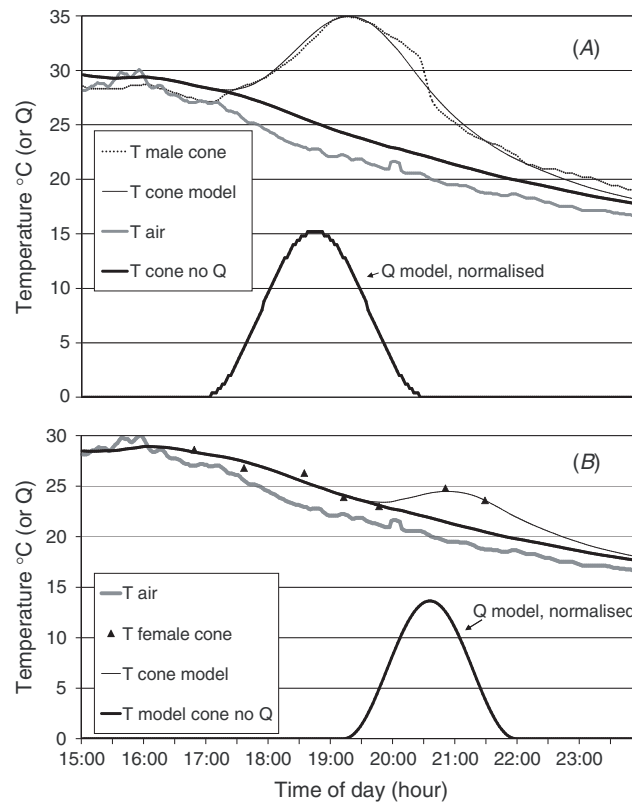 35
(A)
30
25
20
15
10
5
0
Temperature °C (or Q)
T male cone
T cone model
T air
T cone no Q
Q model, normalised
30
(B)
25
20
15
10
5
0
Temperature °C (or Q)
T air
T female cone
T cone model
T model cone no Q
Q model, normalised
15:00 16:00 17:00 18:00 19:00 20:00 21:00 22:00 23:00
Time of day (hour)